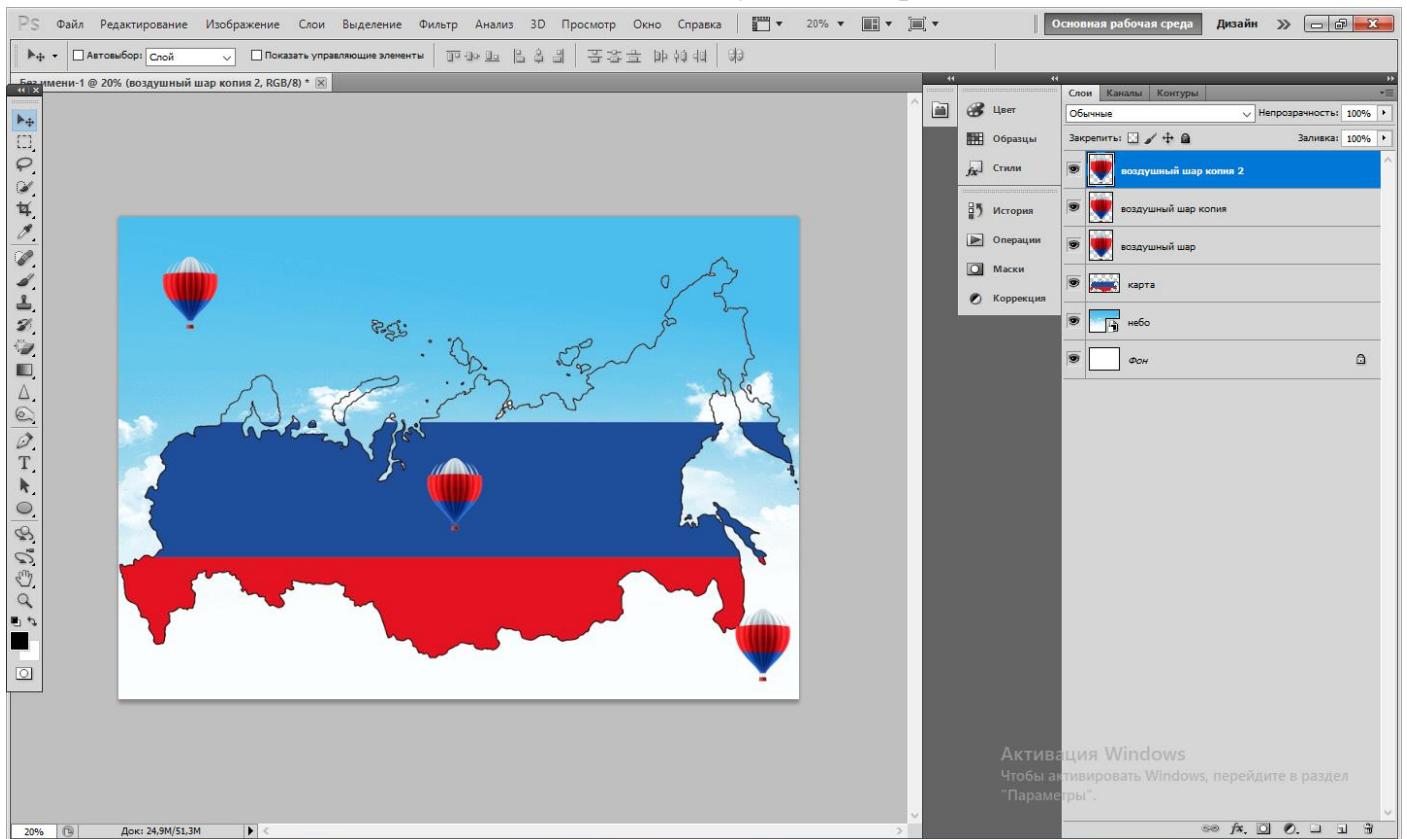 Ps Файл Редактирование Изображение Слои Выделение Фильтр Анализ 3D Просмотр Окно Справка 20% Основная рабочая среда Дизайн
Автовыбор: Слой Показать управляющие элементы
Без имени-1 @ 20% (воздушный шар копия 2, RGB/8) *
Цвет
Образцы
Стили
История
Операции
Маски
Коррекция
Слои Каналы Контуры
Обычные Непрозрачность: 100%
Закрепить: Заливка: 100%
воздушный шар копия 2
воздушный шар копия
воздушный шар
карта
небо
Фон
Активация Windows
Чтобы активировать Windows, перейдите в раздел
"Параметры".
20% Док: 24,9M/51,3M
fx.